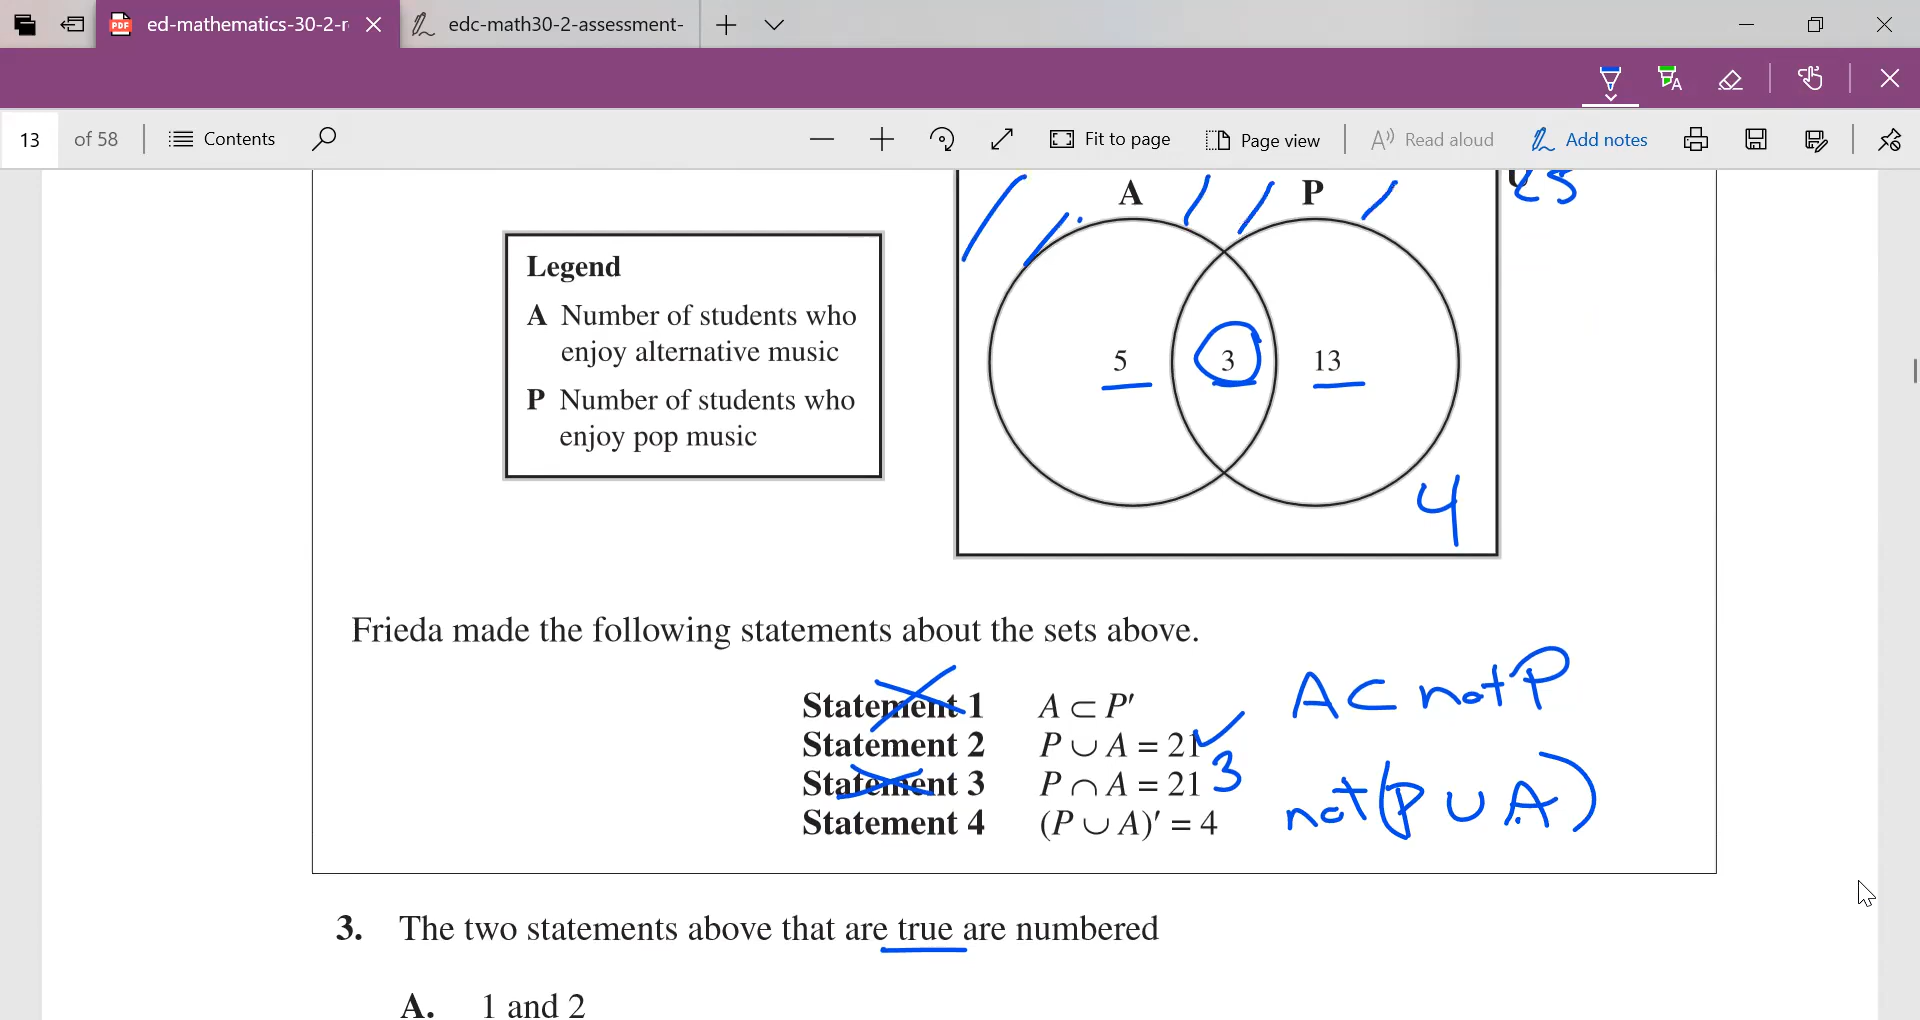 ed-mathematics-30-2-r
edc-math30-2-assessment-
13 of 58
Contents
Fit to page
Page view
Read aloud
Add notes
A P
25
Legend
A Number of students who
enjoy alternative music
P Number of students who
enjoy pop music
5 3 13
4
Frieda made the following statements about the sets above.
Statement 1 A ⊂ P′ A ⊂ not P
Statement 2 P ∪ A = 21
Statement 3 P ∩ A = 21 3
Statement 4 (P ∪ A)′ = 4 not (P ∪ A)
3. The two statements above that are true are numbered
A. 1 and 2